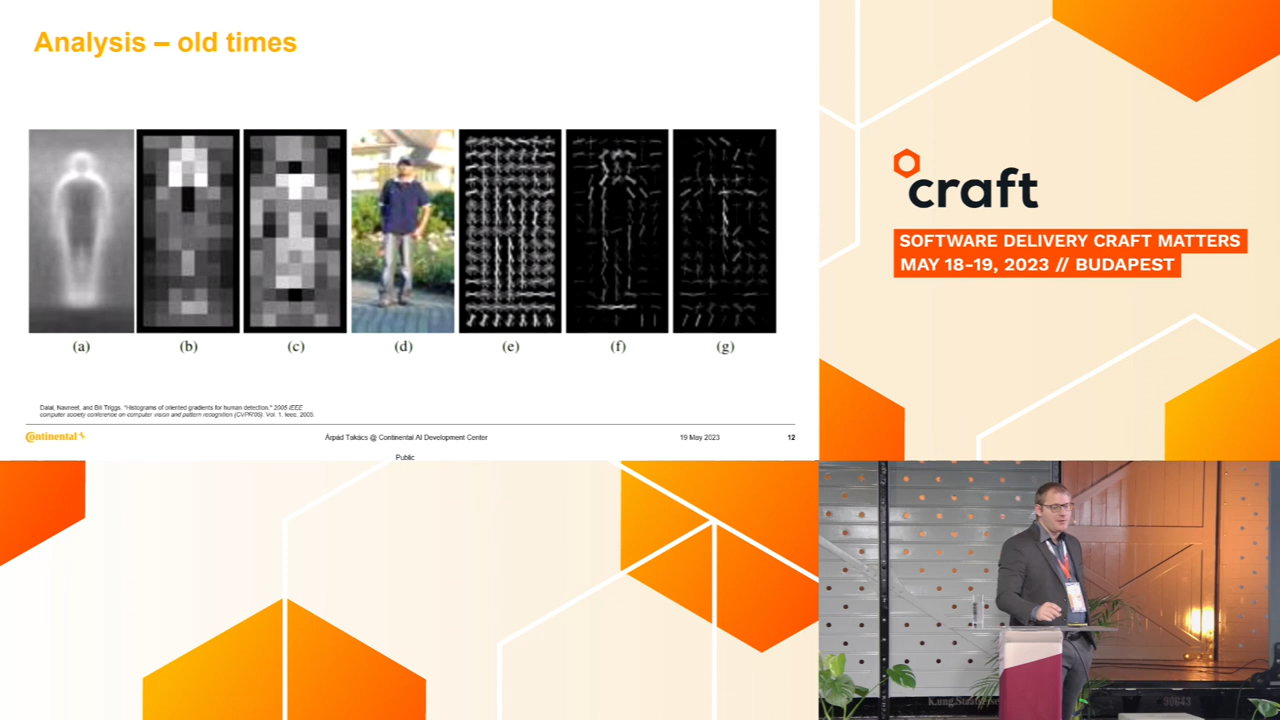 Analysis – old times
(a)
(b)
(c)
(d)
(e)
(f)
(g)
Dalal, Navneet, and Bill Triggs. "Histograms of oriented gradients for human detection." 2005 IEEE
computer society conference on computer vision and pattern recognition (CVPR'05). Vol. 1. Ieee, 2005.
Continental
Árpád Takács @ Continental AI Development Center
19 May 2023
12
Public
craft
SOFTWARE DELIVERY CRAFT MATTERS
MAY 18-19, 2023 // BUDAPEST